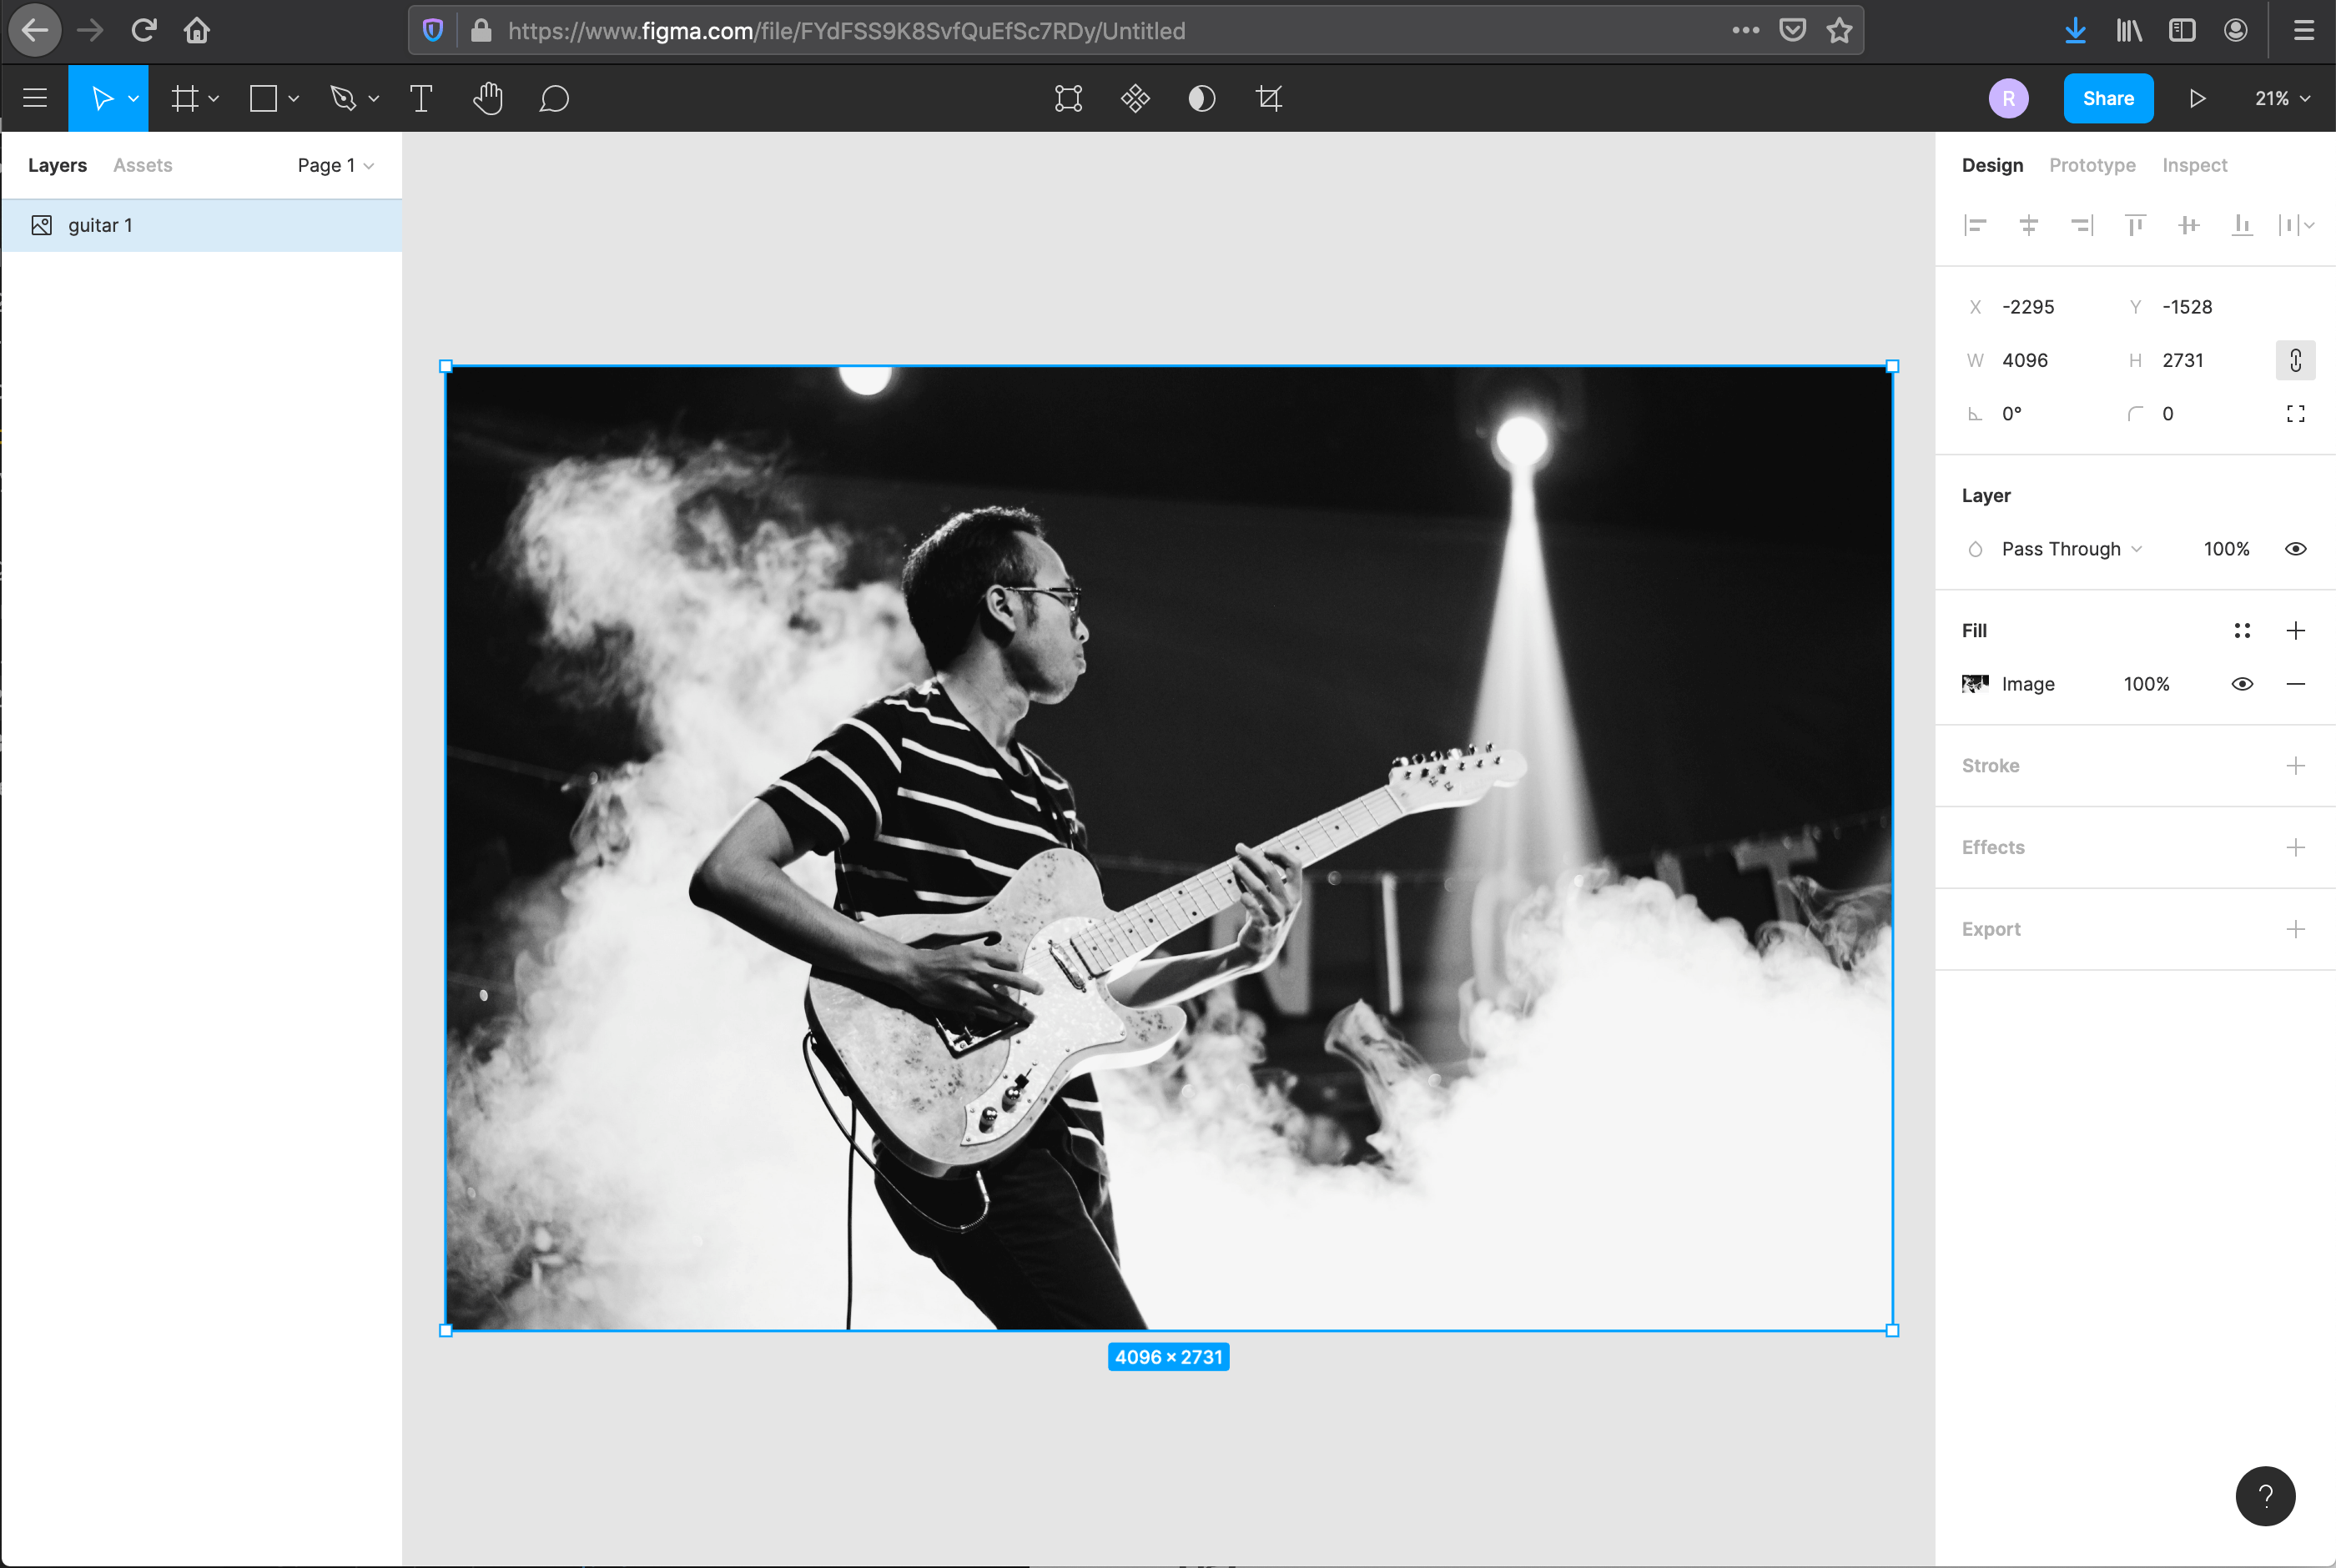 https://www.figma.com/file/FYdFSS9K8SvfQuEfSc7RDy/Untitled
R
Share
21%
Layers
Assets
Page 1
guitar 1
4096 × 2731
Design
Prototype
Inspect
X -2295
Y -1528
W 4096
H 2731
0°
0
Layer
Pass Through
100%
Fill
Image
100%
Stroke
Effects
Export
?